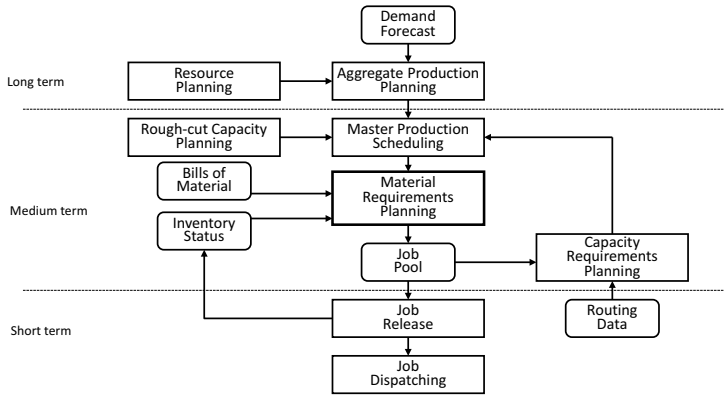 Demand
Forecast
Long term
Resource
Planning
Aggregate Production
Planning
Rough-cut Capacity
Planning
Master Production
Scheduling
Bills of
Material
Material
Requirements
Planning
Medium term
Inventory
Status
Job
Pool
Capacity
Requirements
Planning
Short term
Job
Release
Routing
Data
Job
Dispatching